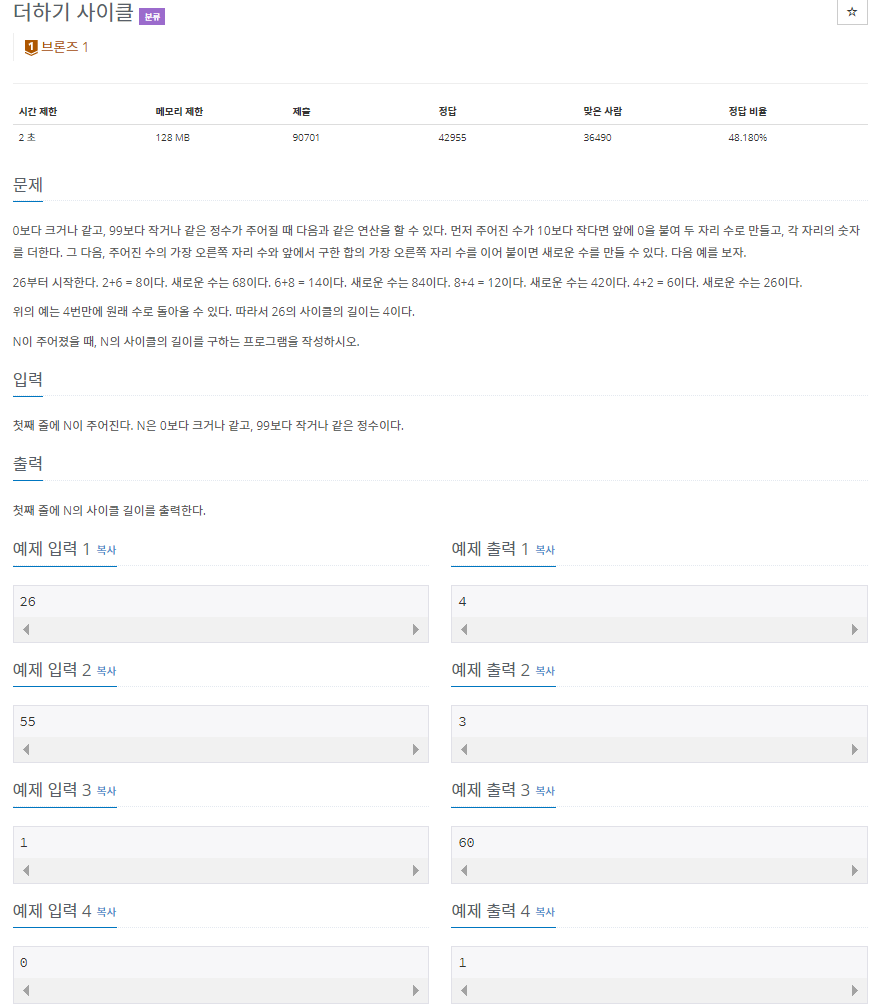 더하기 사이클 분류
☆
1 브론즈 1
시간 제한 메모리 제한 제출 정답 맞은 사람 정답 비율
2 초 128 MB 90701 42955 36490 48.180%
문제
0보다 크거나 같고, 99보다 작거나 같은 정수가 주어질 때 다음과 같은 연산을 할 수 있다. 먼저 주어진 수가 10보다 작다면 앞에 0을 붙여 두 자리 수로 만들고, 각 자리의 숫자
를 더한다. 그 다음, 주어진 수의 가장 오른쪽 자리 수와 앞에서 구한 합의 가장 오른쪽 자리 수를 이어 붙이면 새로운 수를 만들 수 있다. 다음 예를 보자.
26부터 시작한다. 2+6 = 8이다. 새로운 수는 68이다. 6+8 = 14이다. 새로운 수는 84이다. 8+4 = 12이다. 새로운 수는 42이다. 4+2 = 6이다. 새로운 수는 26이다.
위의 예는 4번만에 원래 수로 돌아올 수 있다. 따라서 26의 사이클의 길이는 4이다.
N이 주어졌을 때, N의 사이클의 길이를 구하는 프로그램을 작성하시오.
입력
첫째 줄에 N이 주어진다. N은 0보다 크거나 같고, 99보다 작거나 같은 정수이다.
출력
첫째 줄에 N의 사이클 길이를 출력한다.
예제 입력 1 복사
26
예제 출력 1 복사
4
예제 입력 2 복사
55
예제 출력 2 복사
3
예제 입력 3 복사
1
예제 출력 3 복사
60
예제 입력 4 복사
0
예제 출력 4 복사
1